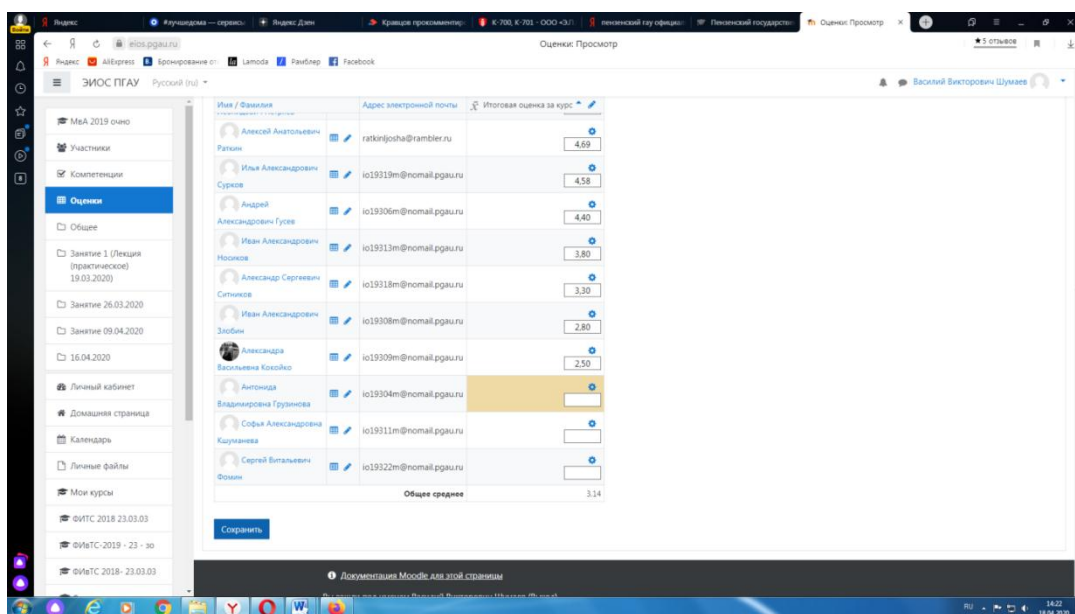 Войти
Яндекс
#лучшедома — сервисы
Яндекс Дзен
Кравцов прокомментиро
К-700, К-701 - ООО «ЭЛ
пензенский гау официал
Пензенский государстве
Оценки: Просмотр
eios.pgau.ru
Оценки: Просмотр
★ 5 отзывов
Яндекс
AliExpress
Бронирование от
Lamoda
Рамблер
Facebook
ЭИОС ПГАУ Русский (ru)
Василий Викторович Шумаев
МвА 2019 очно
Участники
Компетенции
Оценки
Общее
Занятие 1 (Лекция
(практическое)
19.03.2020)
Занятие 26.03.2020
Занятие 09.04.2020
16.04.2020
Личный кабинет
Домашняя страница
Календарь
Личные файлы
Мои курсы
ФИТС 2018 23.03.03
ФИвТС-2019 - 23 - зо
ФИвТС 2018- 23.03.03
Имя / Фамилия Адрес электронной почты Итоговая оценка за курс
Алексей Анатольевич
Раткин
ratkinljosha@rambler.ru 4,69
Илья Александрович
Сурков
io19319m@nomail.pgau.ru 4,58
Андрей
Александрович Гусев
io19306m@nomail.pgau.ru 4,40
Иван Александрович
Носиков
io19313m@nomail.pgau.ru 3,80
Александр Сергеевич
Ситников
io19318m@nomail.pgau.ru 3,30
Иван Александрович
Злобин
io19308m@nomail.pgau.ru 2,80
Александра
Васильевна Кокойко
io19309m@nomail.pgau.ru 2,50
Антонида
Владимировна Грузинова
io19304m@nomail.pgau.ru
Софья Александровна
Кшуманева
io19311m@nomail.pgau.ru
Сергей Витальевич
Фомин
io19322m@nomail.pgau.ru
Общее среднее 3.14
Сохранить
Документация Moodle для этой страницы
RU
14:22
18.04.2020